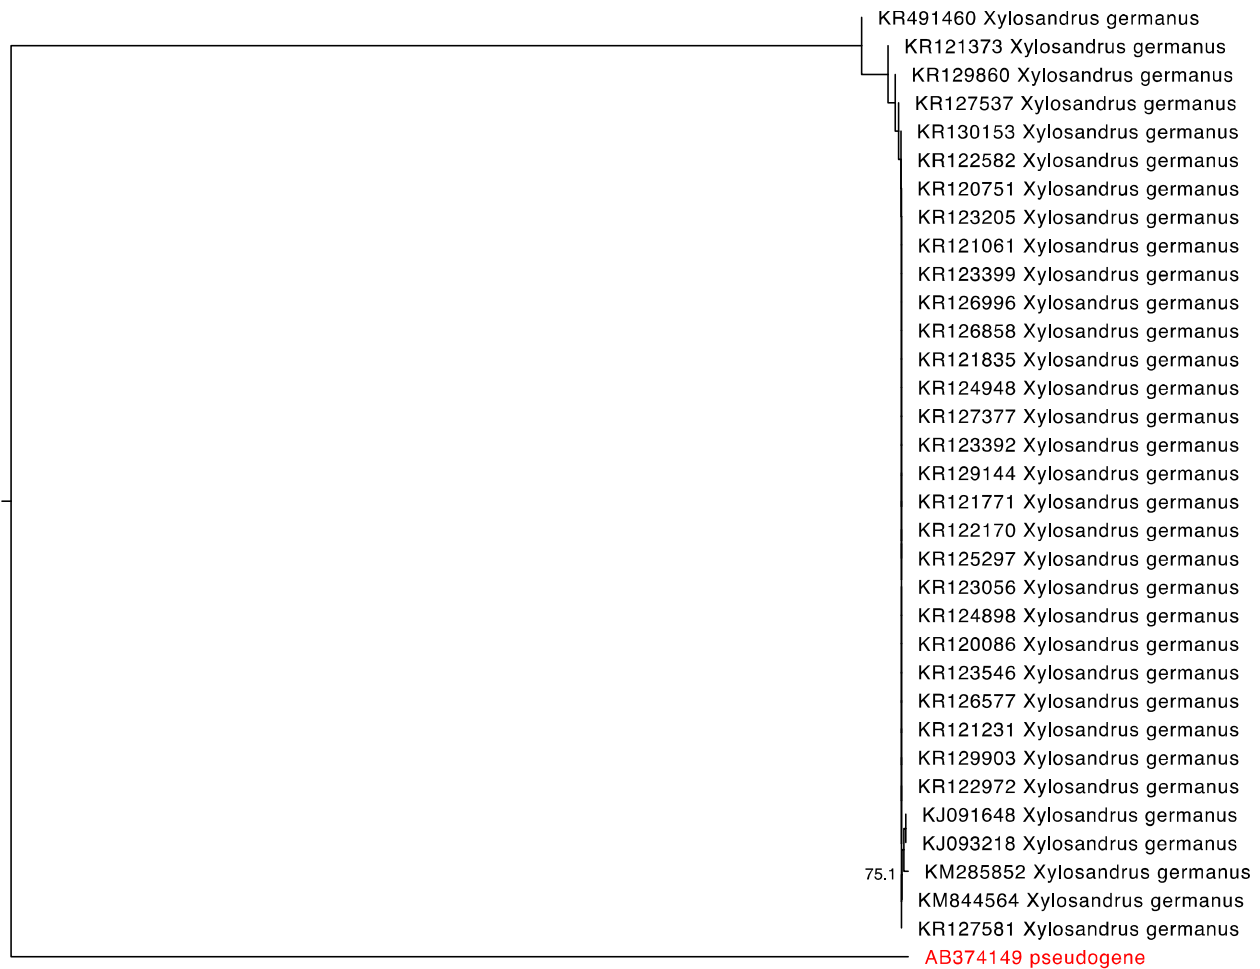 KR491460 Xylosandrus germanus
KR121373 Xylosandrus germanus
KR129860 Xylosandrus germanus
KR127537 Xylosandrus germanus
KR130153 Xylosandrus germanus
KR122582 Xylosandrus germanus
KR120751 Xylosandrus germanus
KR123205 Xylosandrus germanus
KR121061 Xylosandrus germanus
KR123399 Xylosandrus germanus
KR126996 Xylosandrus germanus
KR126858 Xylosandrus germanus
KR121835 Xylosandrus germanus
KR124948 Xylosandrus germanus
KR127377 Xylosandrus germanus
KR123392 Xylosandrus germanus
KR129144 Xylosandrus germanus
KR121771 Xylosandrus germanus
KR122170 Xylosandrus germanus
KR125297 Xylosandrus germanus
KR123056 Xylosandrus germanus
KR124898 Xylosandrus germanus
KR120086 Xylosandrus germanus
KR123546 Xylosandrus germanus
KR126577 Xylosandrus germanus
KR121231 Xylosandrus germanus
KR129903 Xylosandrus germanus
KR122972 Xylosandrus germanus
KJ091648 Xylosandrus germanus
KJ093218 Xylosandrus germanus
75.1 KM285852 Xylosandrus germanus
KM844564 Xylosandrus germanus
KR127581 Xylosandrus germanus
AB374149 pseudogene